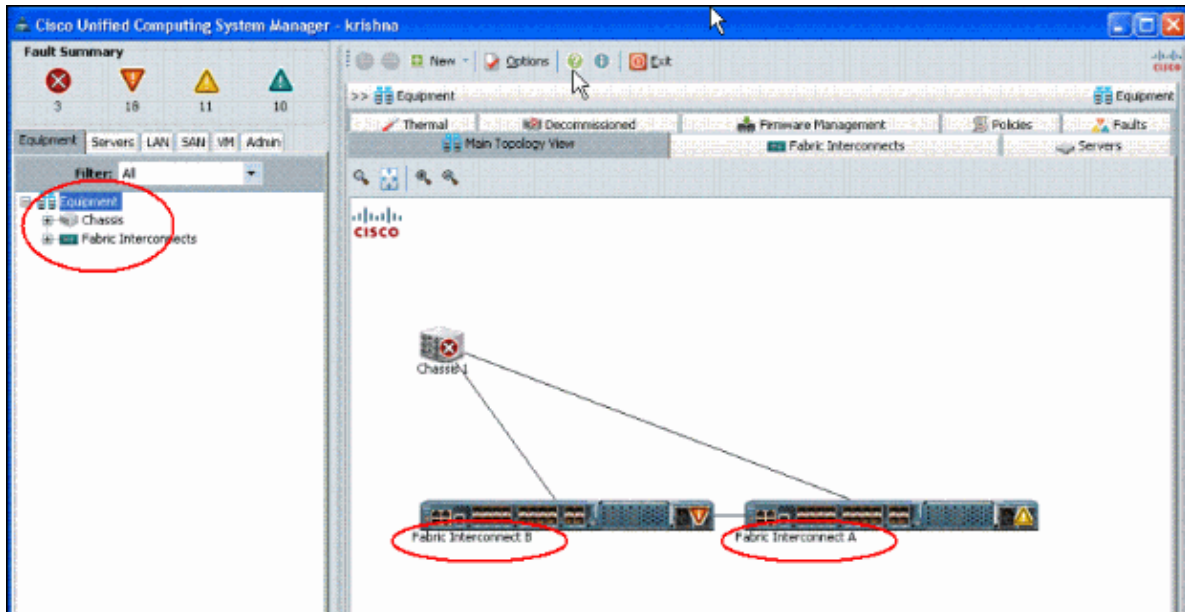 Cisco Unified Computing System Manager - krishna
Fault Summary
3 18 11 10
Equipment Servers LAN SAN VM Admin
Filter: All
Equipment
Chassis
Fabric Interconnects
New Options Exit
CISCO
>> Equipment
Equipment
Thermal Decommissioned Firmware Management Policies Faults
Main Topology View Fabric Interconnects Servers
CISCO
Chassis 1
Fabric Interconnect B
Fabric Interconnect A